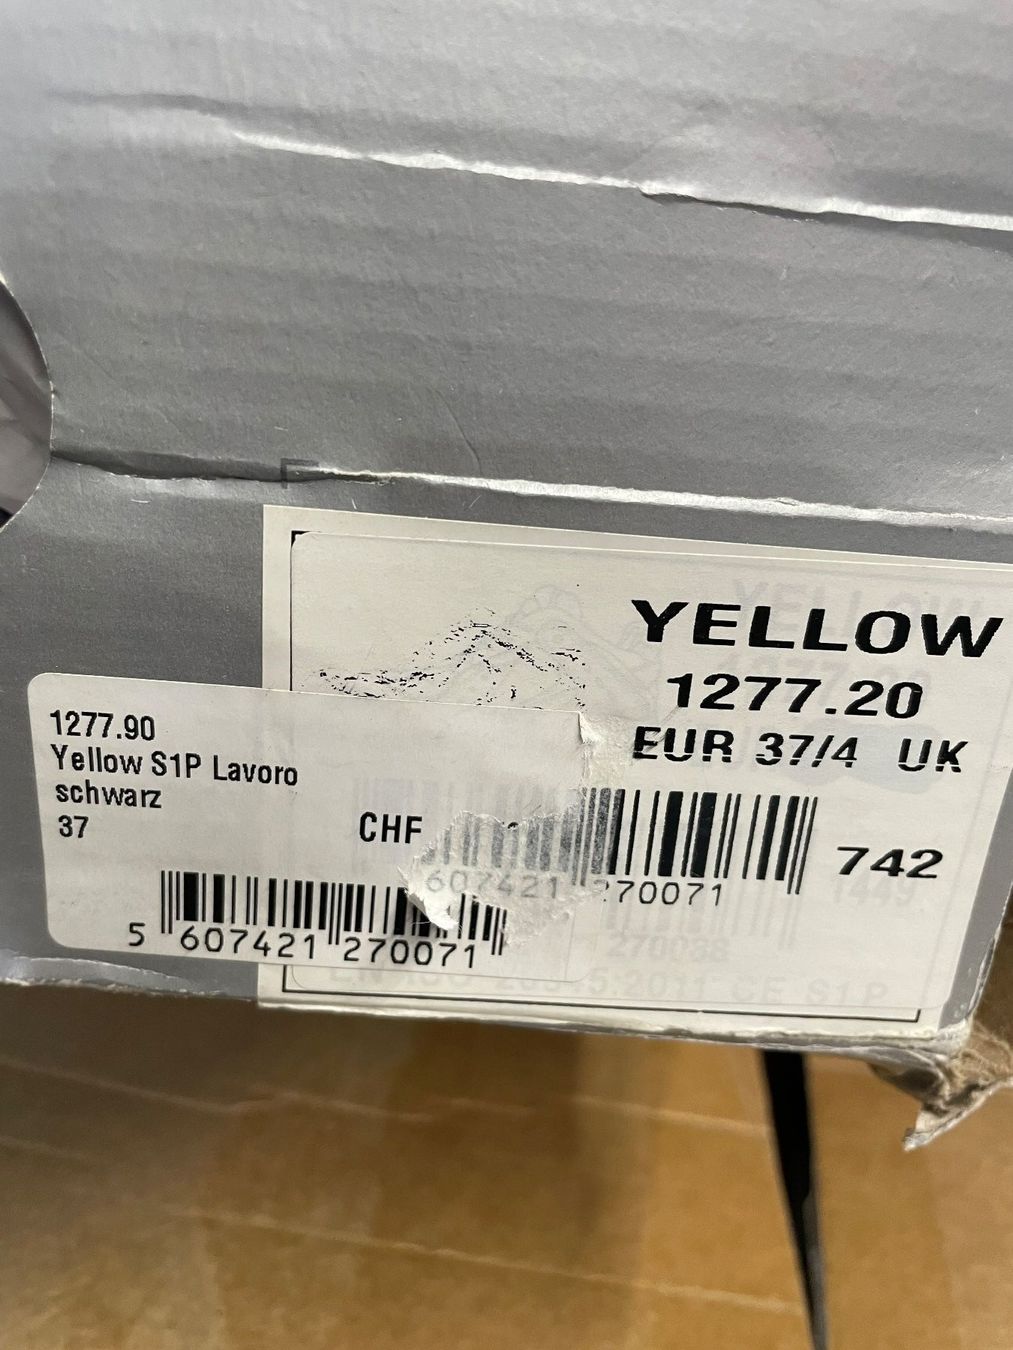 YELLOW
1277.20
EUR 37/4 UK
742
607421 270071
1277.90
Yellow S1P Lavoro
schwarz
37
CHF
5 607421 270071